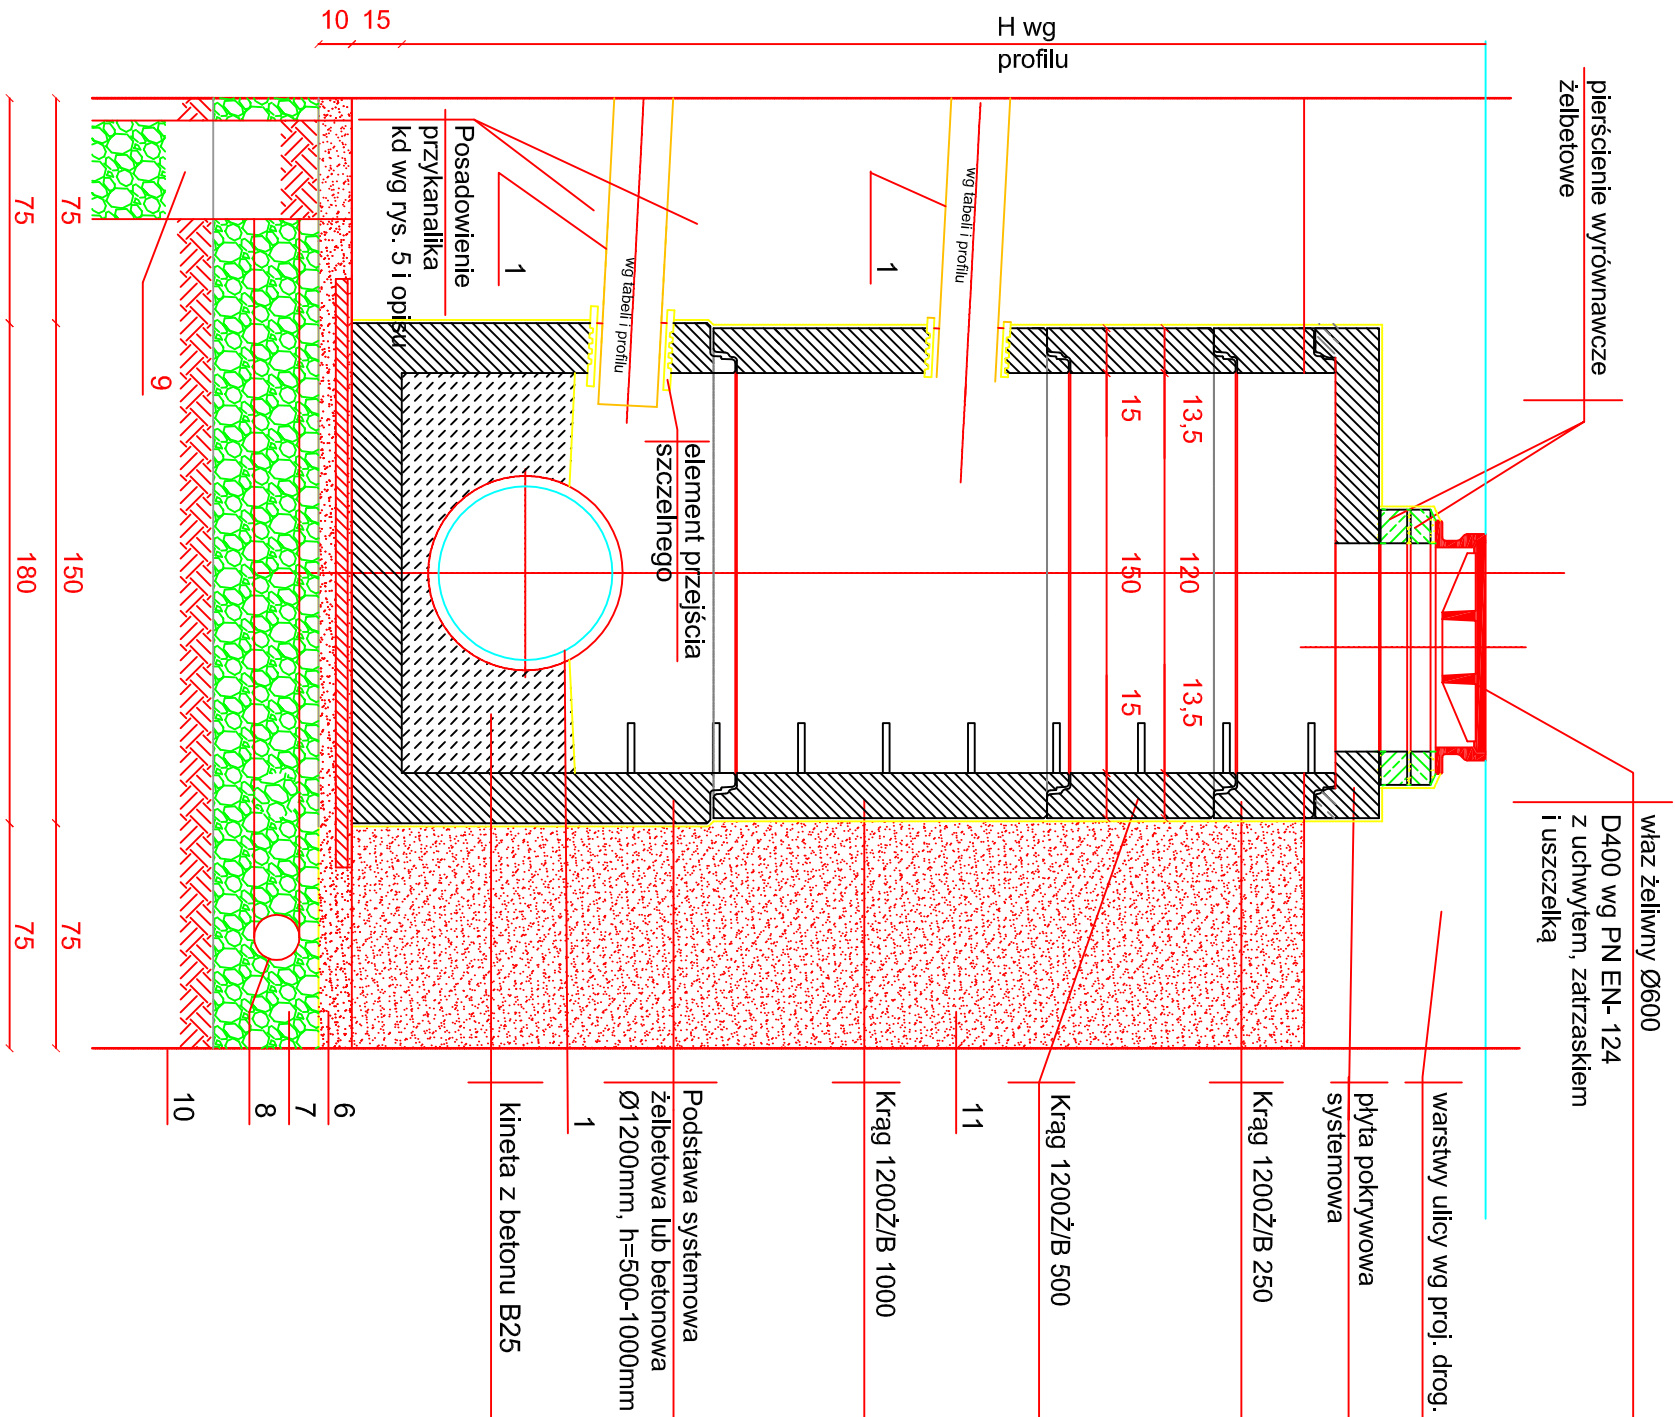 10
15
H wg
profilu
pierścienie wyrównawcze
żelbetowe
Posadowienie
przykanalika
kd wg rys. 5 i opisu
1
wg tabeli i profilu
1
wg tabeli i profilu
9
element przejścia
szczelnego
15
150
15
13,5
120
13,5
75
180
75
75
150
75
właz żeliwny Ø600
D400 wg PN EN- 124
z uchwytem, zatrzaskiem
i uszczelką
warstwy ulicy wg proj. drog.
płyta pokrywowa
systemowa
Krąg 1200Ż/B 250
Krąg 1200Ż/B 500
11
Krąg 1200Ż/B 1000
Podstawa systemowa
żelbetowa lub betonowa
Ø1200mm, h=500-1000mm
1
kineta z betonu B25
6
7
8
10